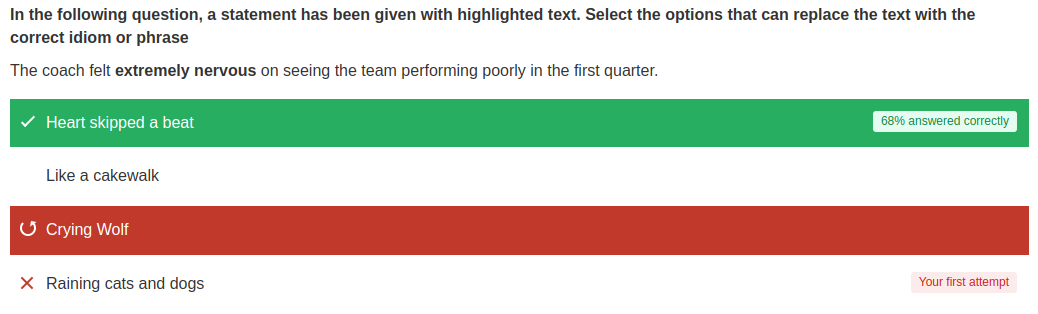 In the following question, a statement has been given with highlighted text. Select the options that can replace the text with the
correct idiom or phrase
The coach felt extremely nervous on seeing the team performing poorly in the first quarter.
Heart skipped a beat 68% answered correctly
Like a cakewalk
Crying Wolf
Raining cats and dogs Your first attempt